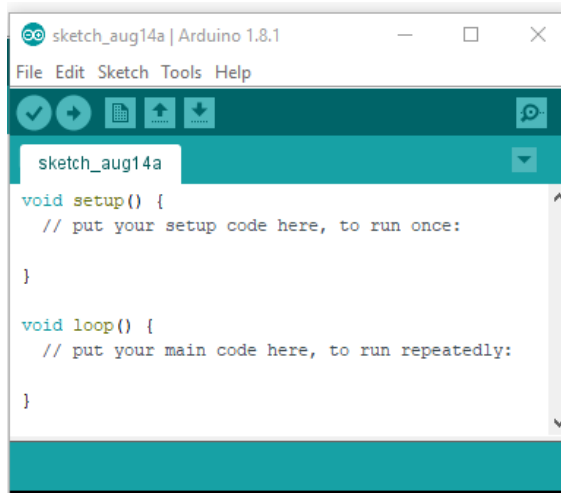 sketch_aug14a | Arduino 1.8.1
File Edit Sketch Tools Help
sketch_aug14a
void setup() {
  // put your setup code here, to run once:
}
void loop() {
  // put your main code here, to run repeatedly:
}